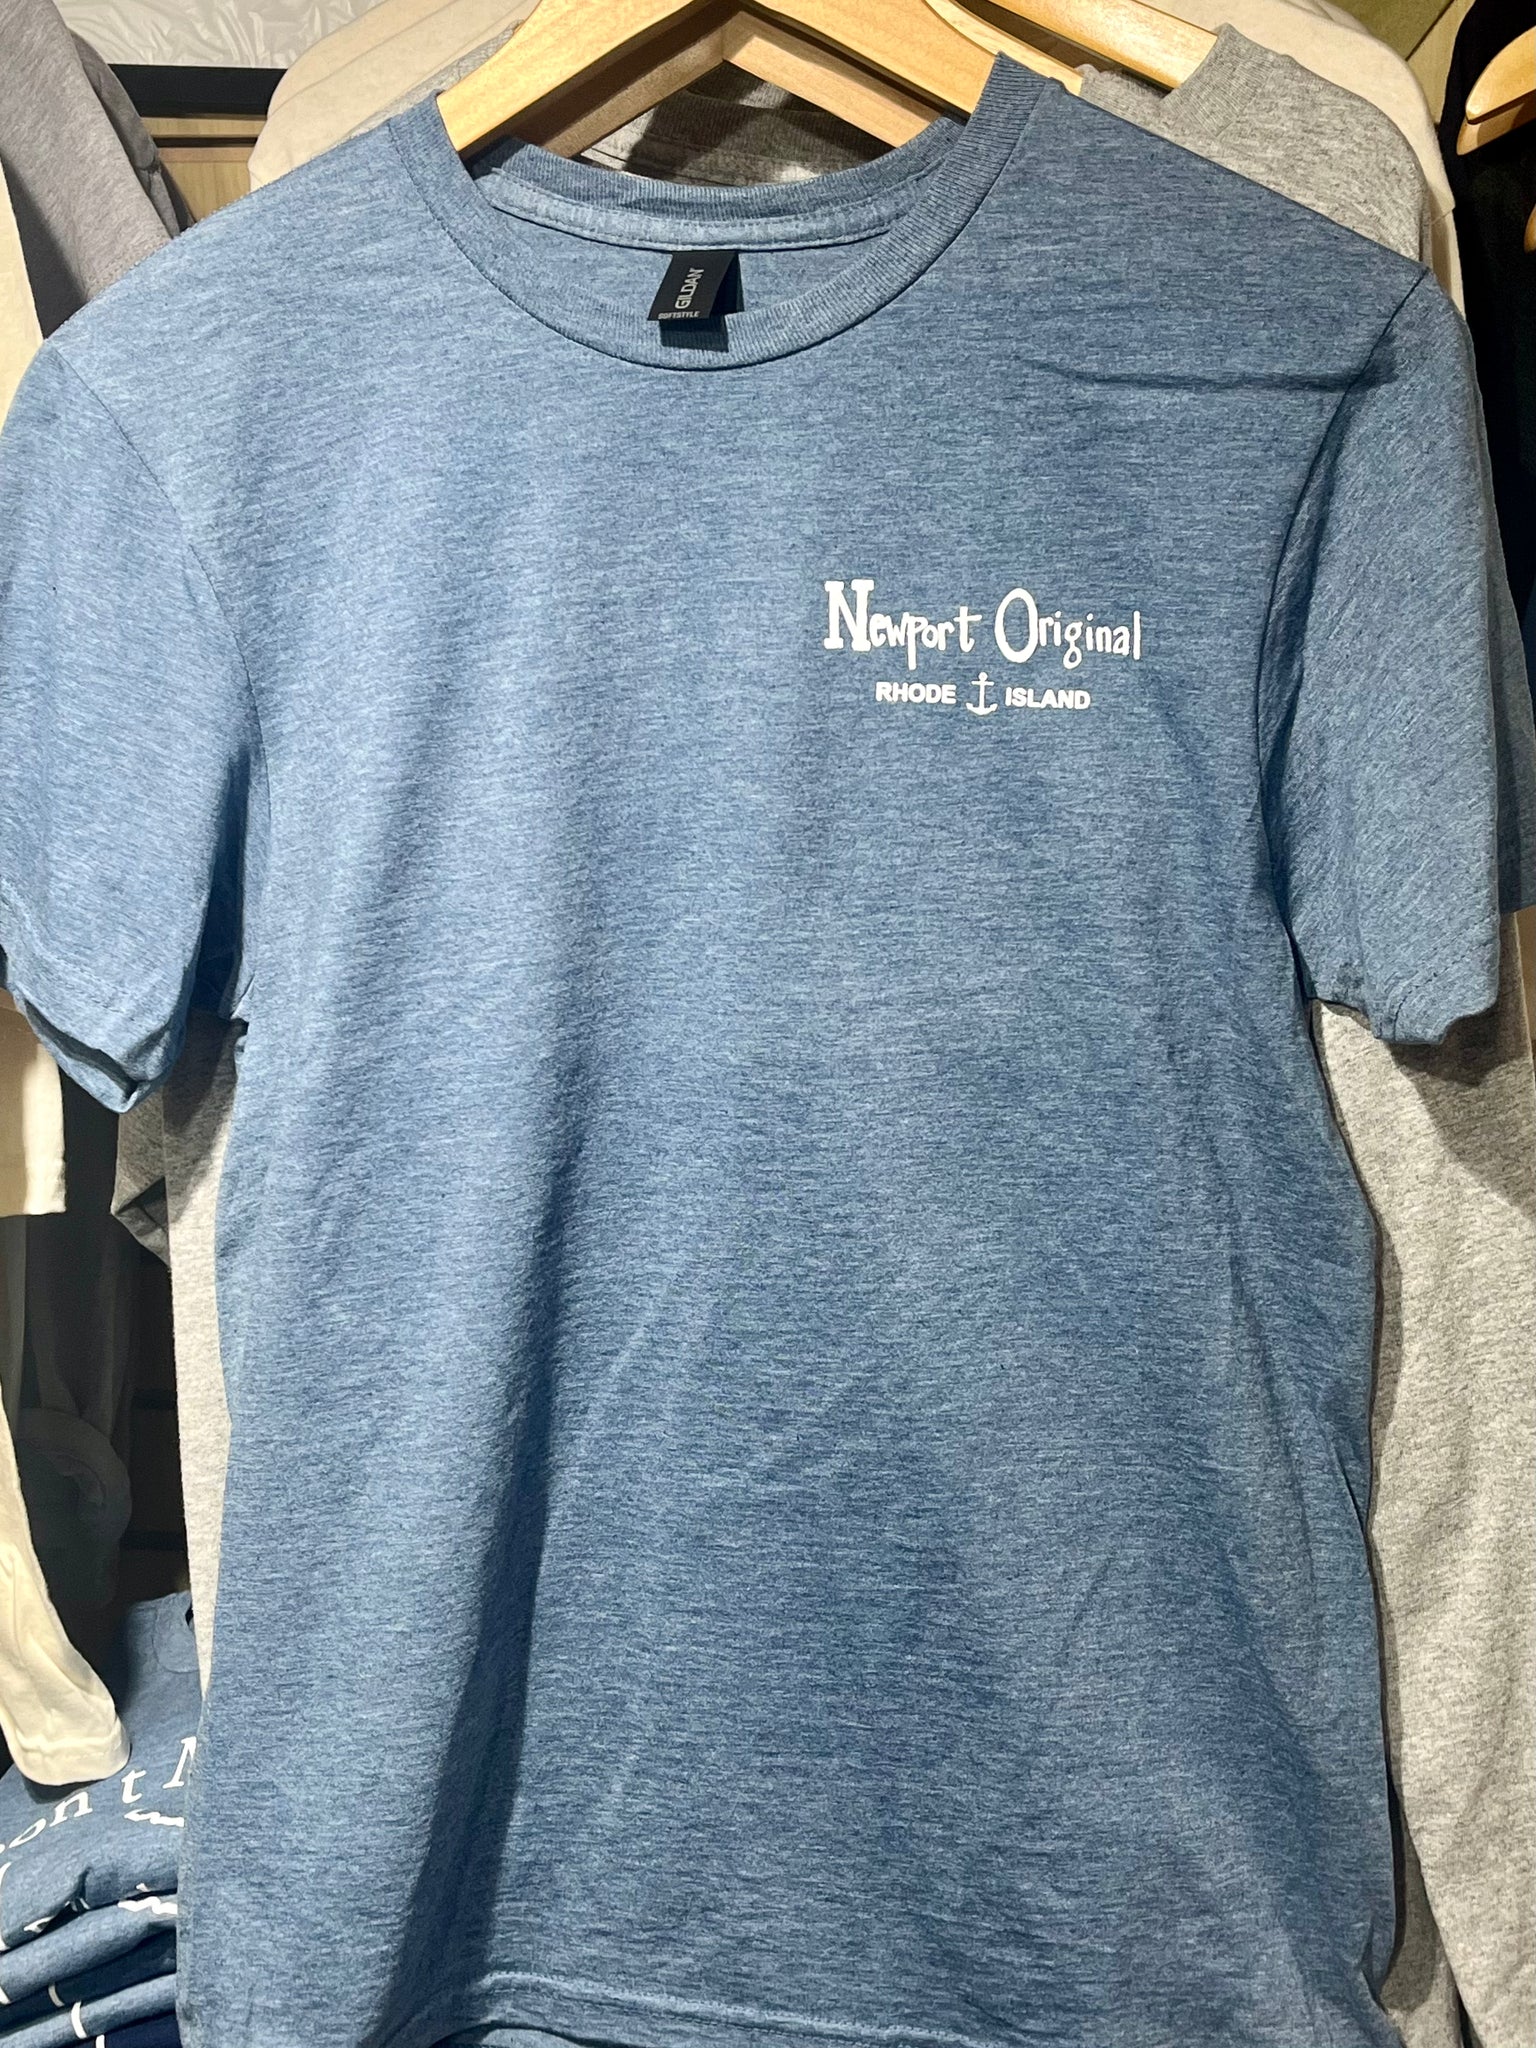 GILDAN
SOFTSTYLE
Newport Original
RHODE ISLAND